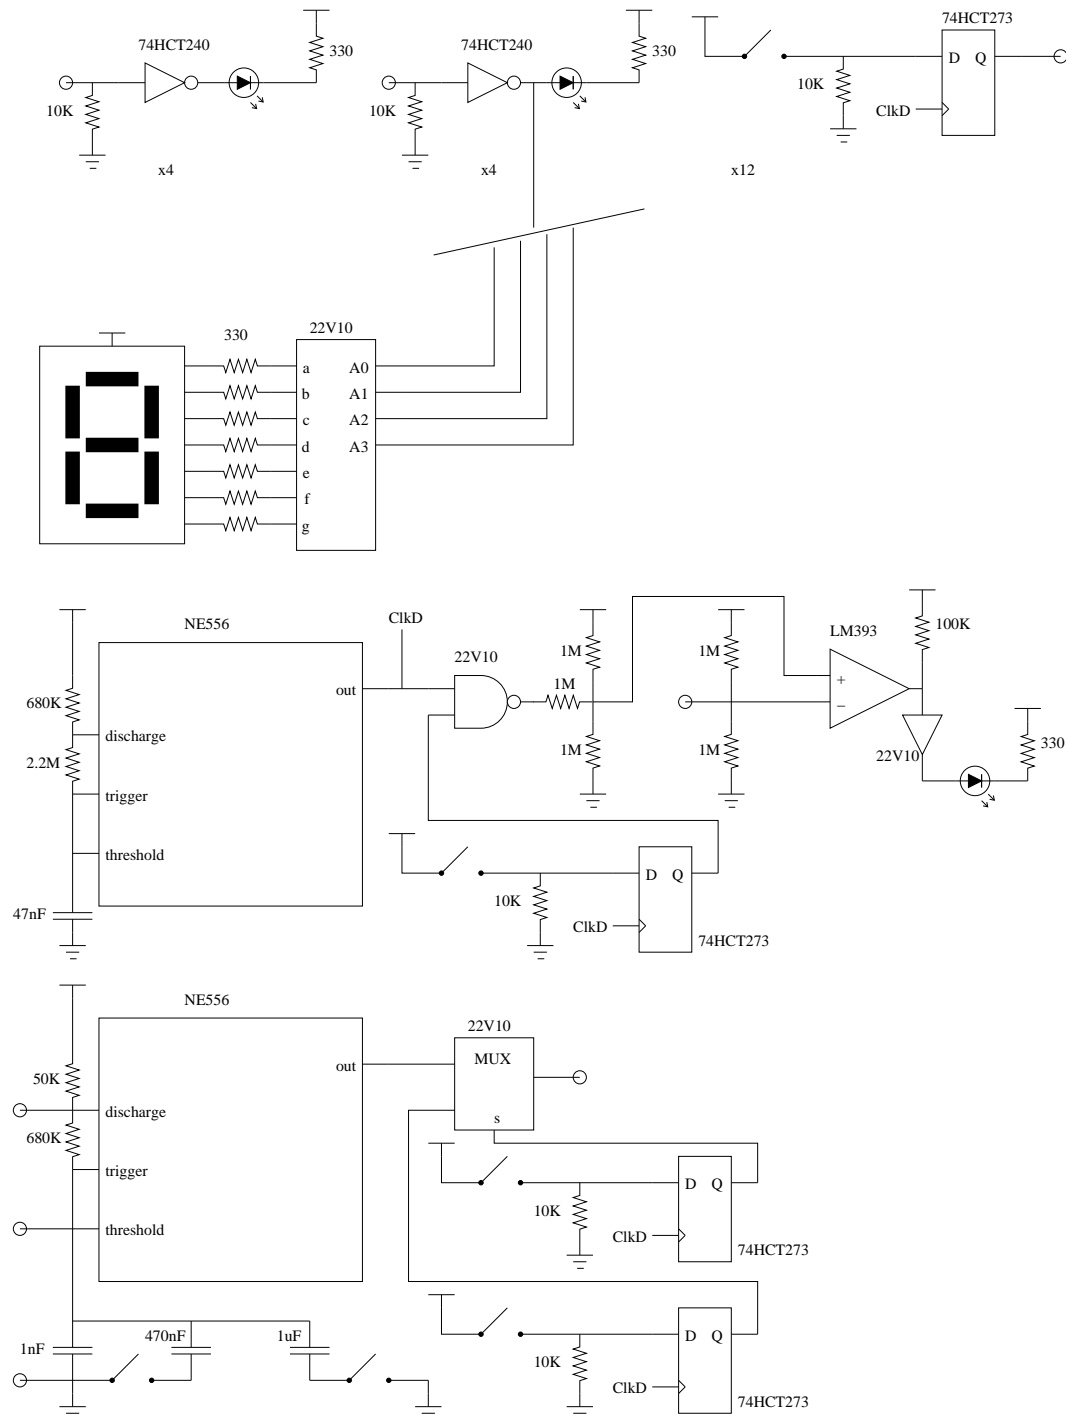 74HCT240
330
10K
x4
74HCT240
330
10K
x4
74HCT273
D Q
10K
ClkD
x12
330
22V10
a A0
b A1
c A2
d A3
e
f
g
NE556
out
680K
discharge
2.2M
trigger
threshold
47nF
ClkD
22V10
1M
1M
1M
1M
1M
LM393
+
−
100K
22V10
330
D Q
10K
ClkD
74HCT273
NE556
out
50K
discharge
680K
trigger
threshold
1nF
470nF
1uF
22V10
MUX
s
D Q
10K
ClkD
74HCT273
D Q
10K
ClkD
74HCT273